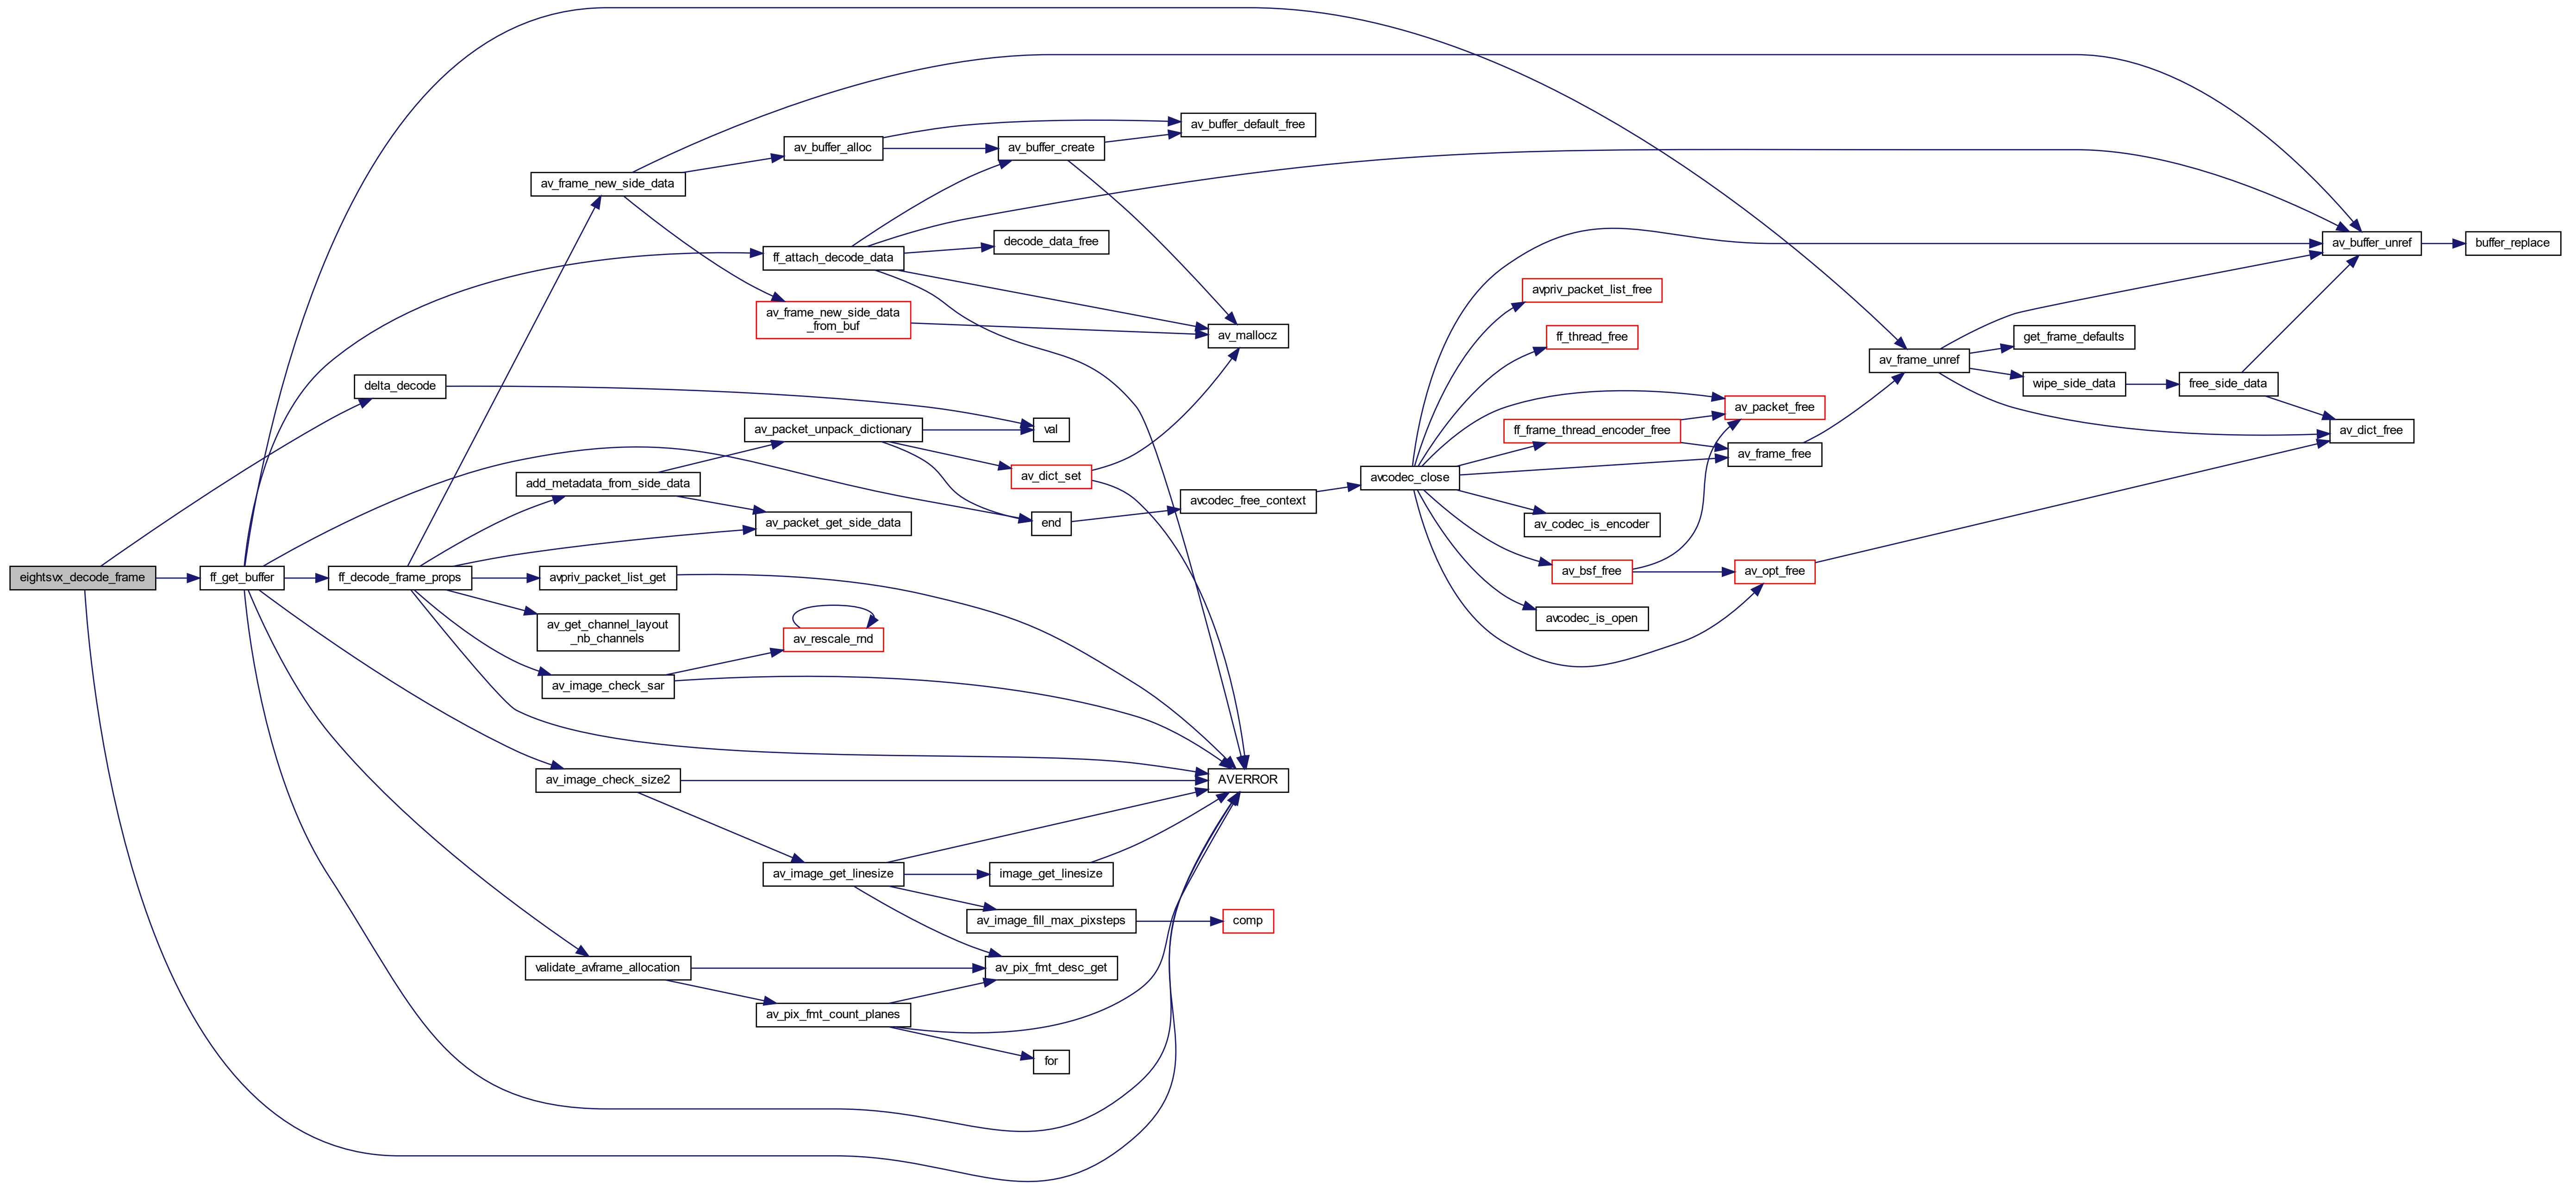 eightsvx_decode_frame
delta_decode
ff_get_buffer
ff_decode_frame_props
av_frame_new_side_data
add_metadata_from_side_data
avpriv_packet_list_get
av_get_channel_layout
_nb_channels
av_image_check_sar
av_image_check_size2
validate_avframe_allocation
av_buffer_alloc
ff_attach_decode_data
av_frame_new_side_data
_from_buf
av_packet_unpack_dictionary
av_packet_get_side_data
av_rescale_rnd
av_image_get_linesize
av_pix_fmt_count_planes
av_buffer_create
decode_data_free
val
av_dict_set
end
image_get_linesize
av_image_fill_max_pixsteps
av_pix_fmt_desc_get
for
av_buffer_default_free
av_mallocz
avcodec_free_context
AVERROR
comp
avcodec_close
avpriv_packet_list_free
ff_thread_free
ff_frame_thread_encoder_free
av_codec_is_encoder
av_bsf_free
avcodec_is_open
av_packet_free
av_frame_free
av_opt_free
av_frame_unref
get_frame_defaults
wipe_side_data
free_side_data
av_buffer_unref
av_dict_free
buffer_replace